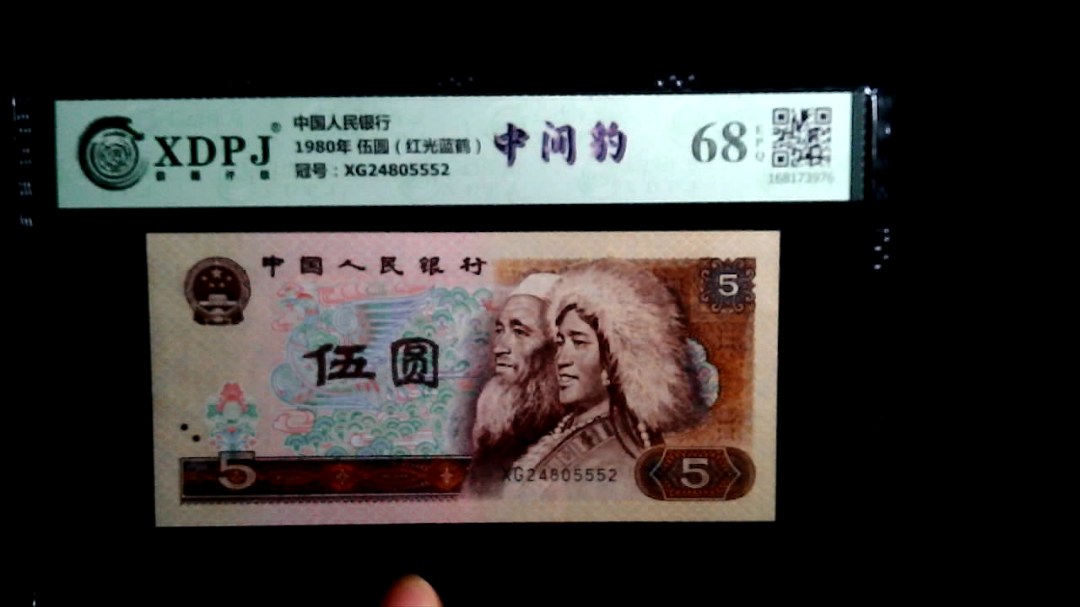 XDPJ®
中国人民银行
1980年 伍圆（红光蓝鹤）
冠号：XG24805552
中间豹
68
EPQ
168173976
中国人民银行
5
伍圆
5
XG24805552
5